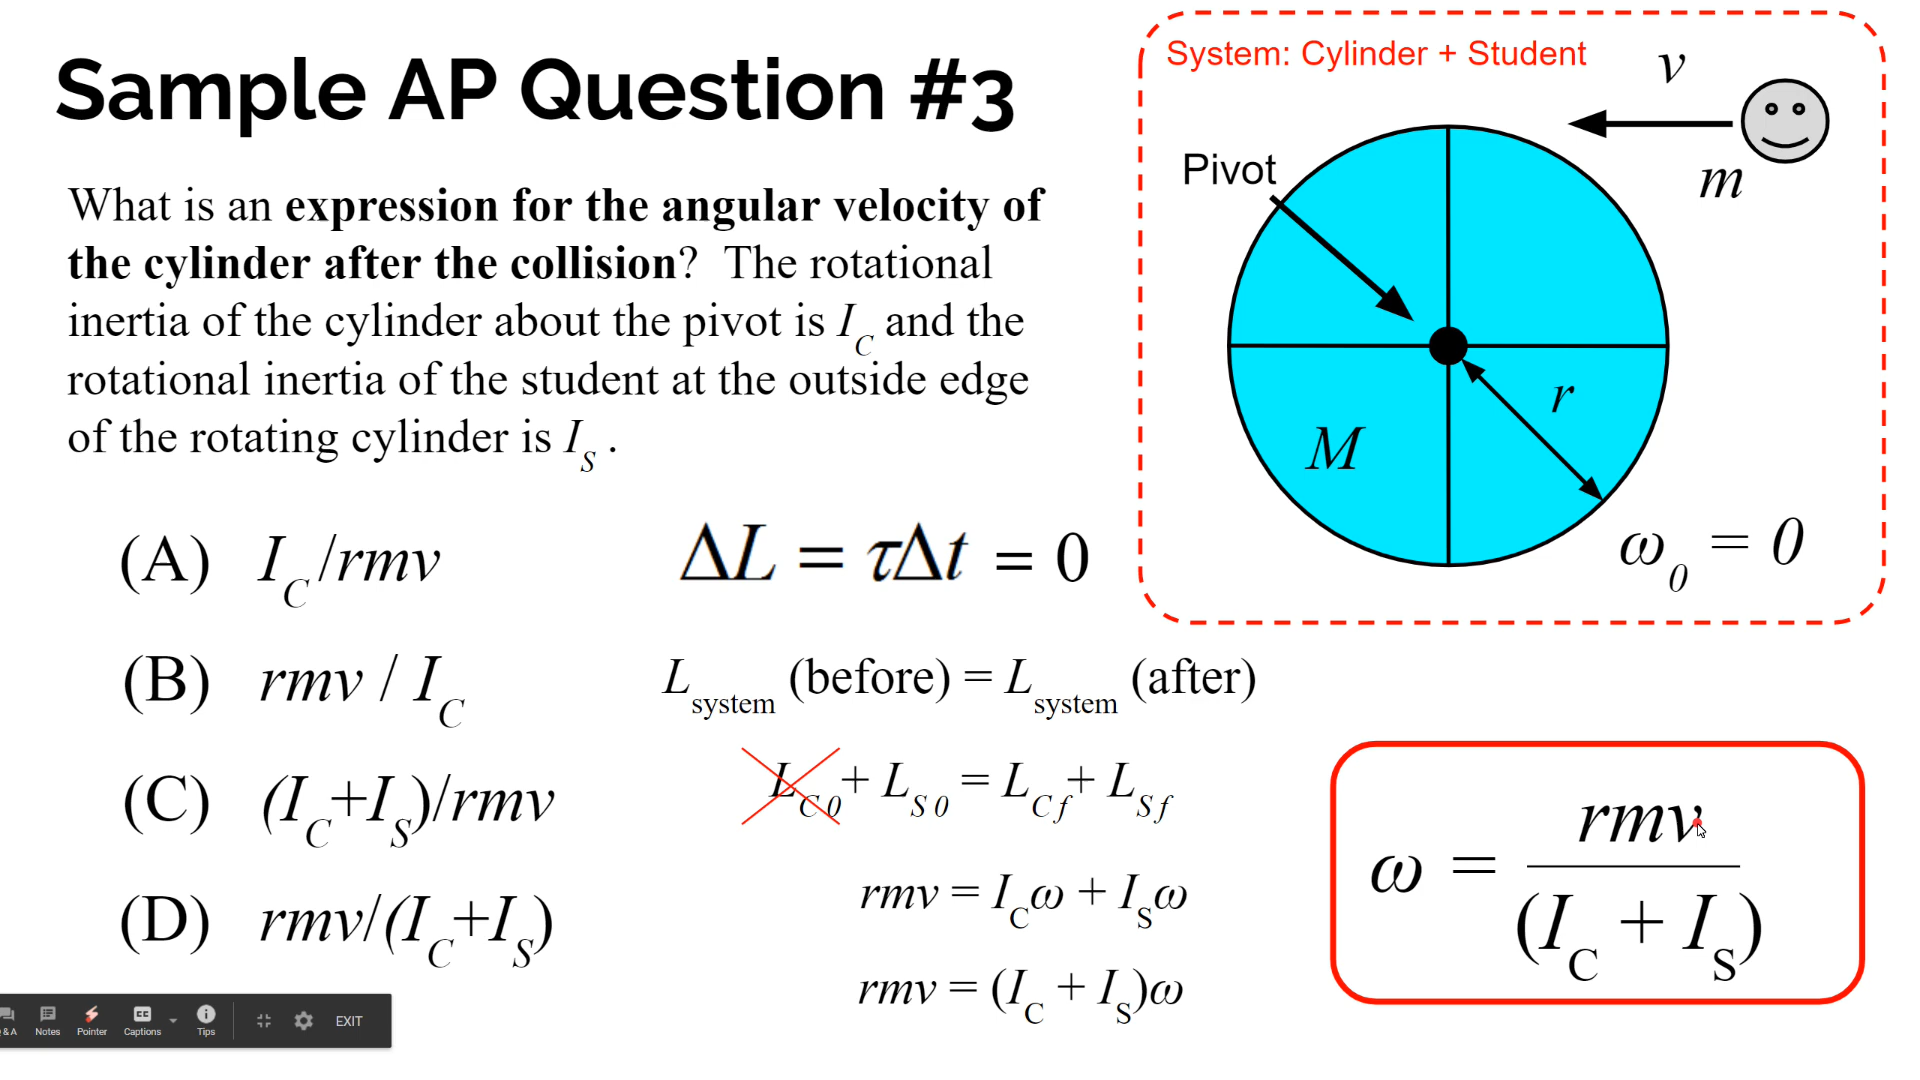 Sample AP Question #3
What is an expression for the angular velocity of
the cylinder after the collision? The rotational
inertia of the cylinder about the pivot is I_C and the
rotational inertia of the student at the outside edge
of the rotating cylinder is I_S .
(A) I_C/rmv
(B) rmv / I_C
(C) (I_C+I_S)/rmv
(D) rmv/(I_C+I_S)
ΔL = τΔt = 0
L_system (before) = L_system (after)
L_C0 + L_S0 = L_Cf + L_Sf
rmv = I_Cω + I_Sω
rmv = (I_C + I_S)ω
System: Cylinder + Student
v
m
Pivot
r
M
ω_0 = 0
ω = rmv
(I_C + I_S)
& A Notes Pointer Captions Tips EXIT